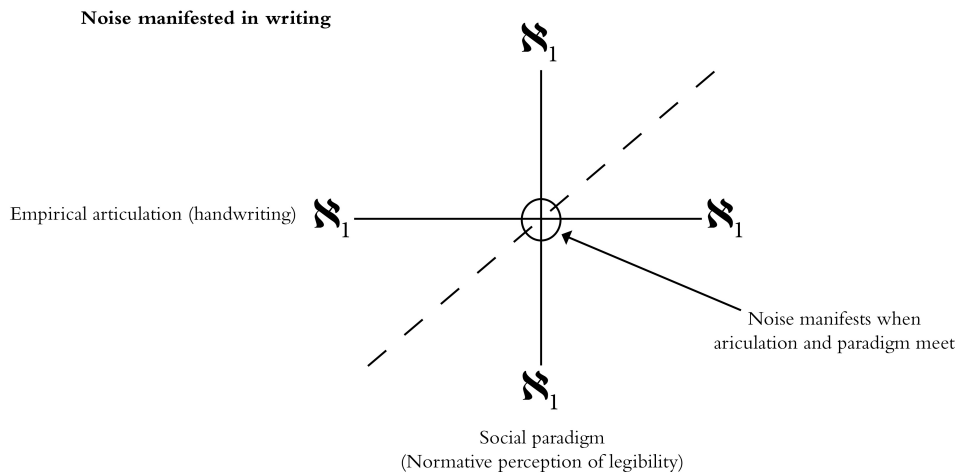 Noise manifested in writing
ℵ₁
Empirical articulation (handwriting) ℵ₁ ℵ₁
Noise manifests when
ariculation and paradigm meet
ℵ₁
Social paradigm
(Normative perception of legibility)